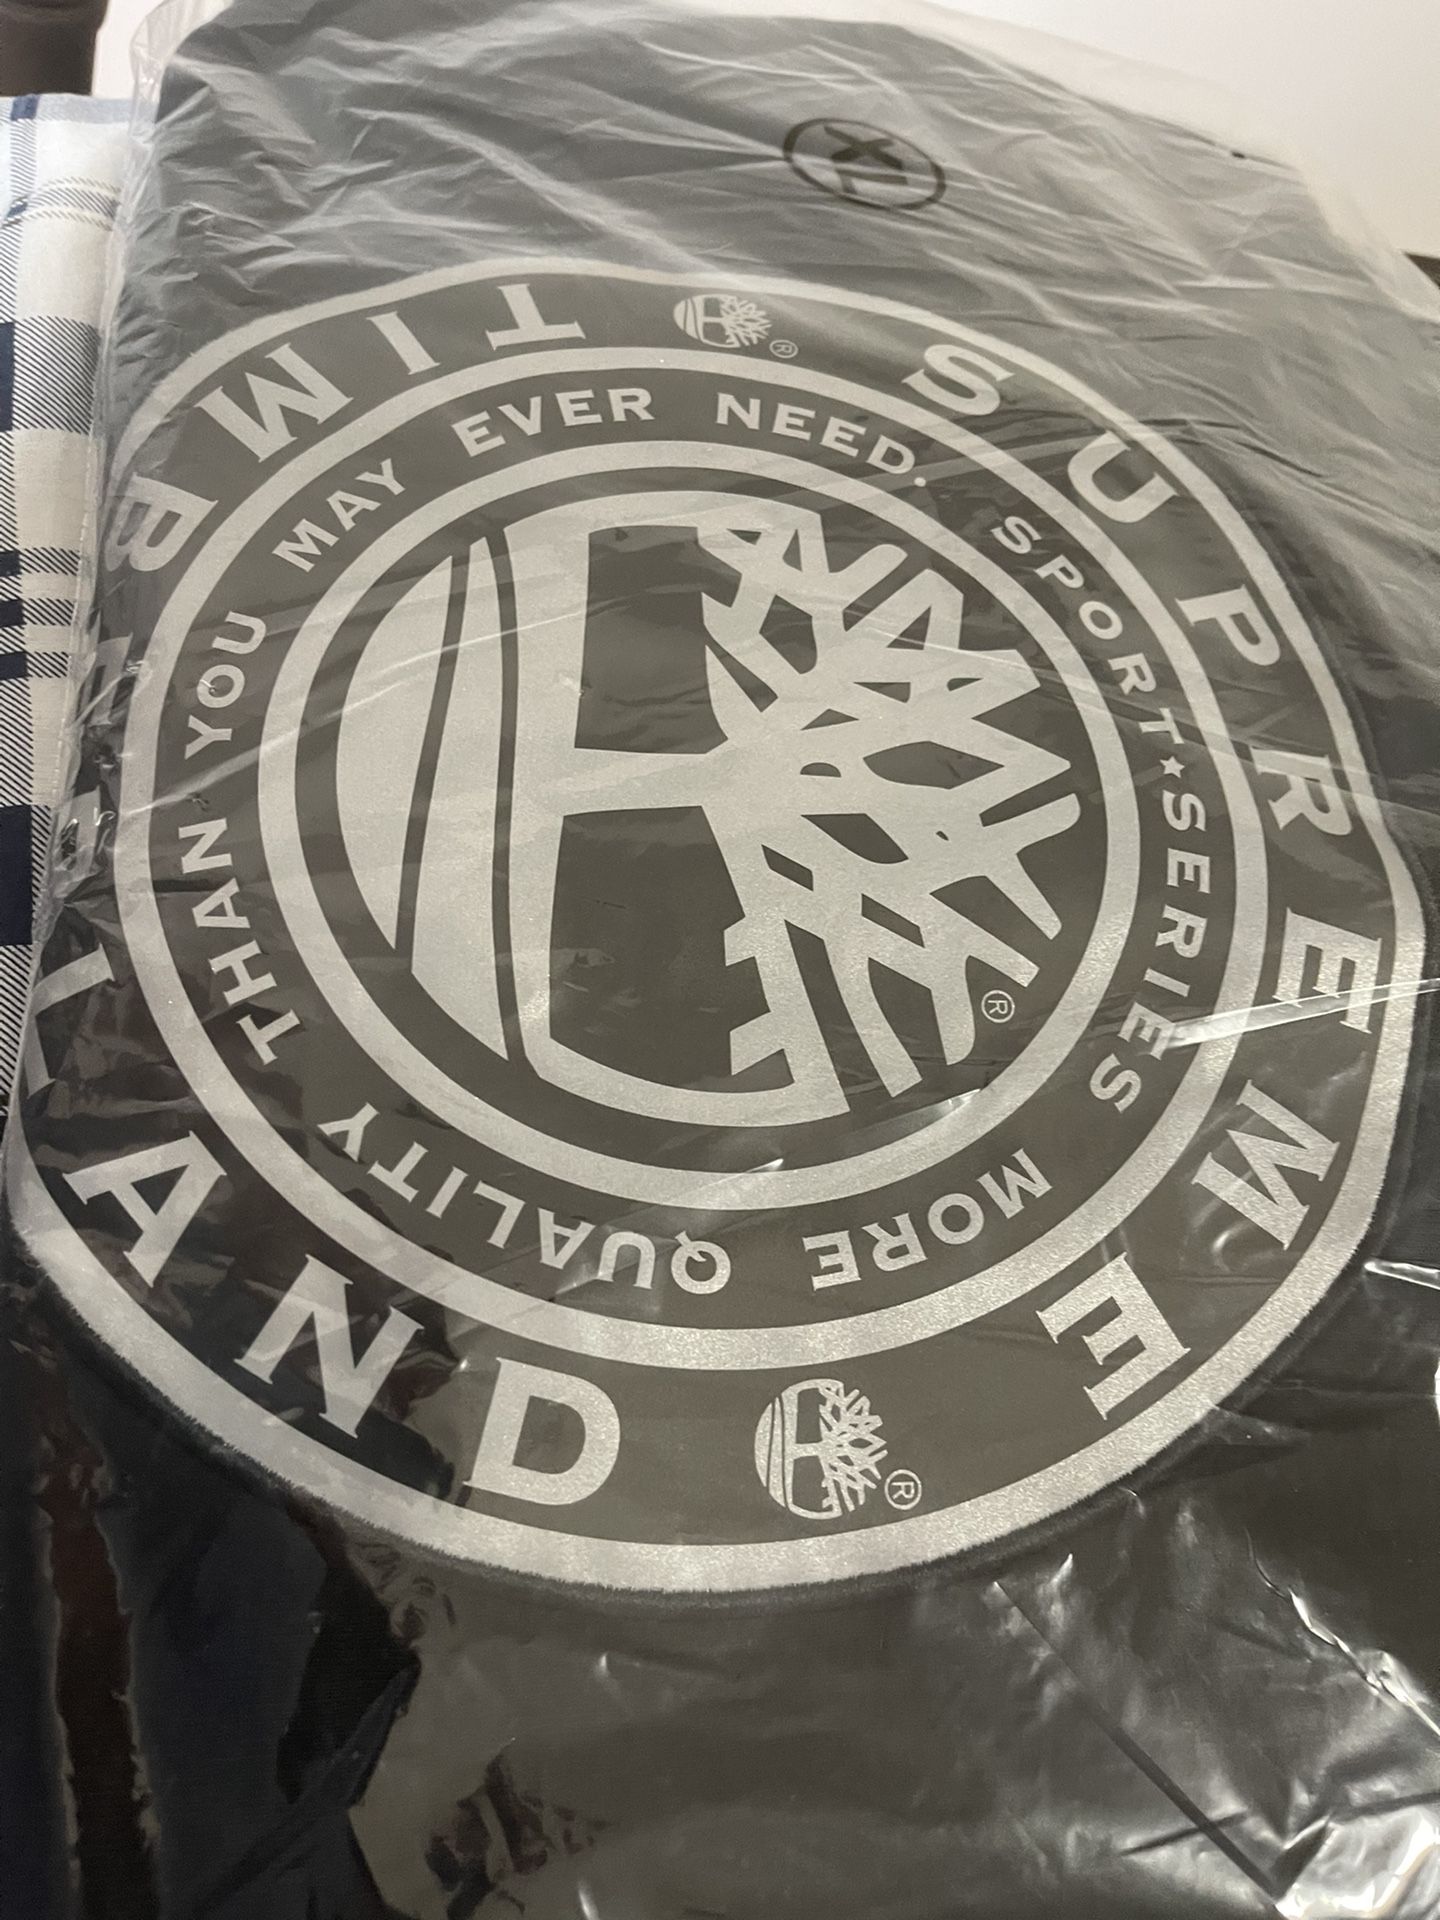 XL
SUPREME
TIMBERLAND
SPORT★SERIES
MORE QUALITY THAN YOU MAY EVER NEED.
®
®
®